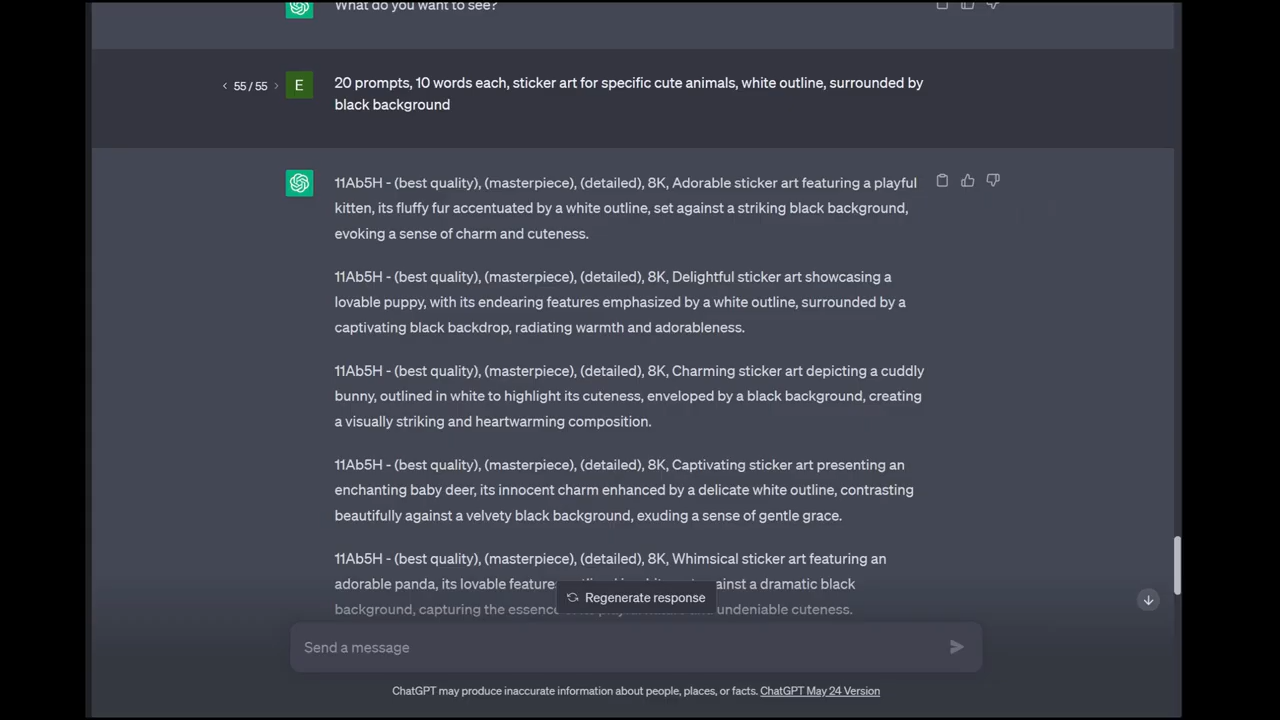 What do you want to see?
55 / 55
E
20 prompts, 10 words each, sticker art for specific cute animals, white outline, surrounded by
black background
11Ab5H - (best quality), (masterpiece), (detailed), 8K, Adorable sticker art featuring a playful
kitten, its fluffy fur accentuated by a white outline, set against a striking black background,
evoking a sense of charm and cuteness.
11Ab5H - (best quality), (masterpiece), (detailed), 8K, Delightful sticker art showcasing a
lovable puppy, with its endearing features emphasized by a white outline, surrounded by a
captivating black backdrop, radiating warmth and adorableness.
11Ab5H - (best quality), (masterpiece), (detailed), 8K, Charming sticker art depicting a cuddly
bunny, outlined in white to highlight its cuteness, enveloped by a black background, creating
a visually striking and heartwarming composition.
11Ab5H - (best quality), (masterpiece), (detailed), 8K, Captivating sticker art presenting an
enchanting baby deer, its innocent charm enhanced by a delicate white outline, contrasting
beautifully against a velvety black background, exuding a sense of gentle grace.
11Ab5H - (best quality), (masterpiece), (detailed), 8K, Whimsical sticker art featuring an
adorable panda, its lovable a dramatic black
background, capturing the undeniable cuteness.
Regenerate response
Send a message
ChatGPT may produce inaccurate information about people, places, or facts. ChatGPT May 24 Version